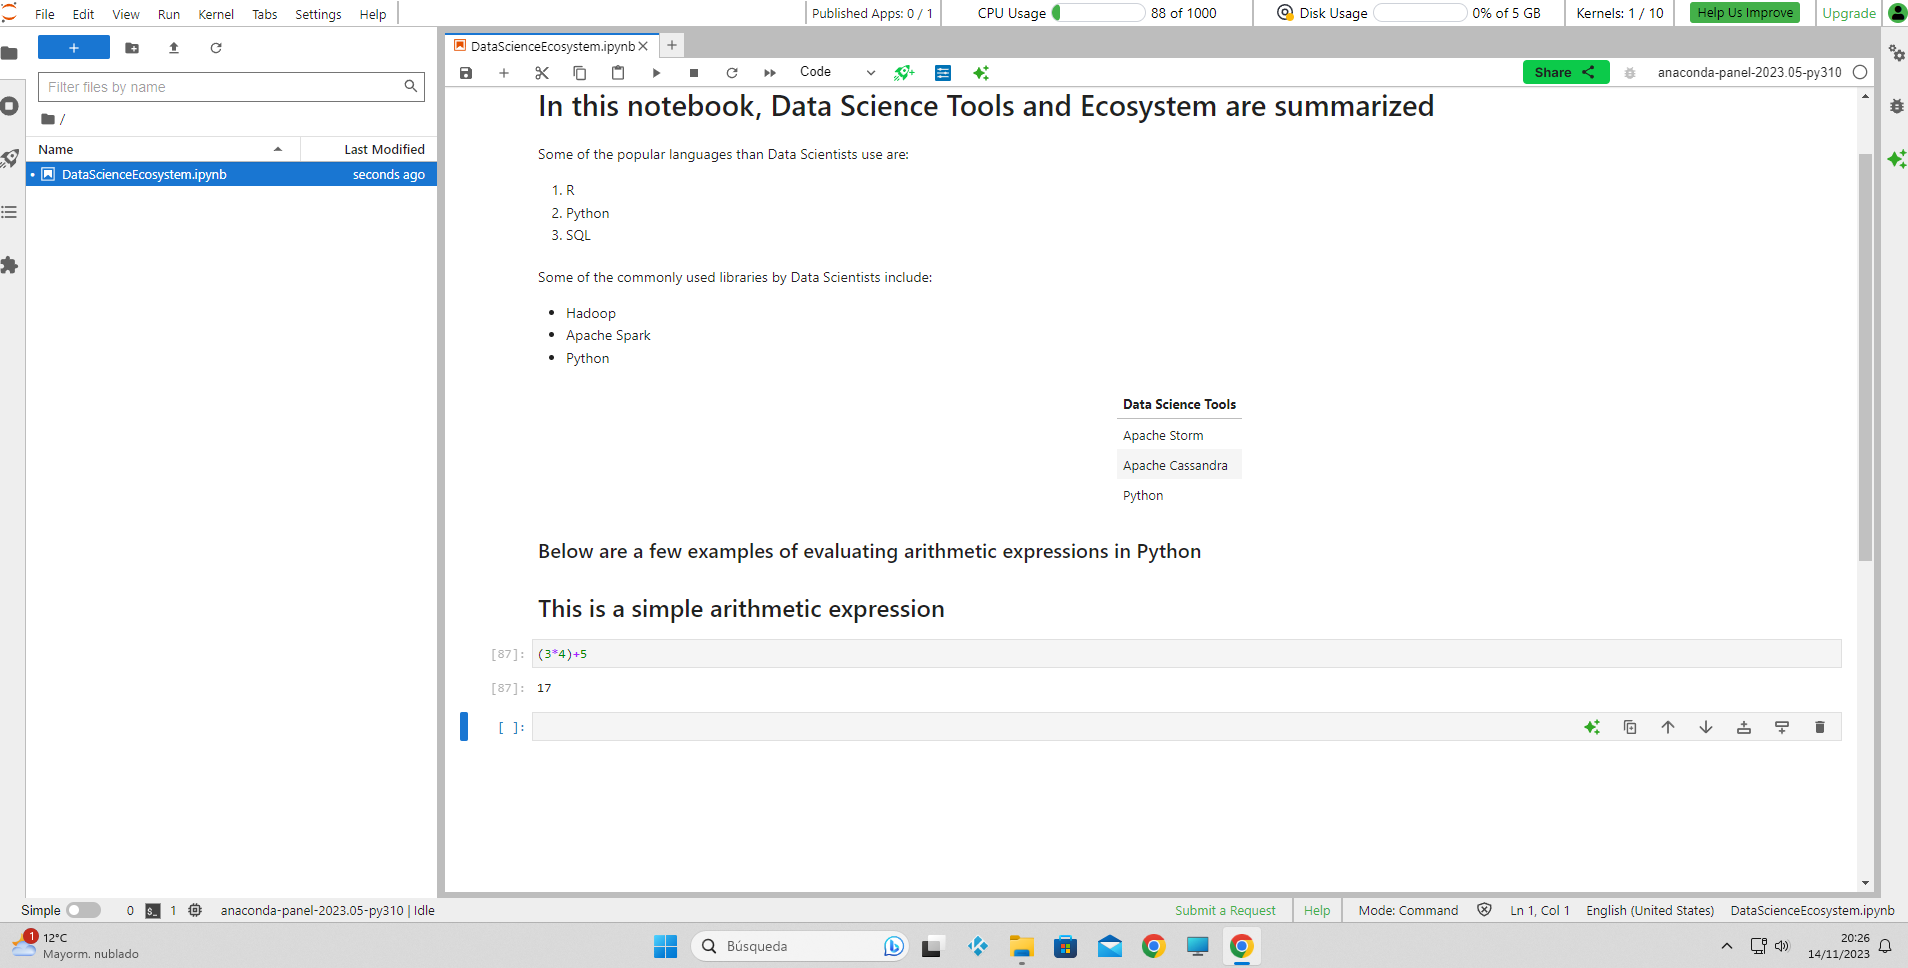 File Edit View Run Kernel Tabs Settings Help
Published Apps: 0 / 1
CPU Usage 88 of 1000
Disk Usage 0% of 5 GB
Kernels: 1 / 10
Help Us Improve
Upgrade
+
Filter files by name
/
Name Last Modified
DataScienceEcosystem.ipynb seconds ago
DataScienceEcosystem.ipynb
Code
Share
anaconda-panel-2023.05-py310
In this notebook, Data Science Tools and Ecosystem are summarized
Some of the popular languages than Data Scientists use are:
1. R
2. Python
3. SQL
Some of the commonly used libraries by Data Scientists include:
• Hadoop
• Apache Spark
• Python
Data Science Tools
Apache Storm
Apache Cassandra
Python
Below are a few examples of evaluating arithmetic expressions in Python
This is a simple arithmetic expression
[87]: (3*4)+5
[87]: 17
[ ]:
Simple 0 1 anaconda-panel-2023.05-py310 | Idle
Submit a Request Help Mode: Command Ln 1, Col 1 English (United States) DataScienceEcosystem.ipynb
1
12°C
Mayorm. nublado
Búsqueda
20:26
14/11/2023